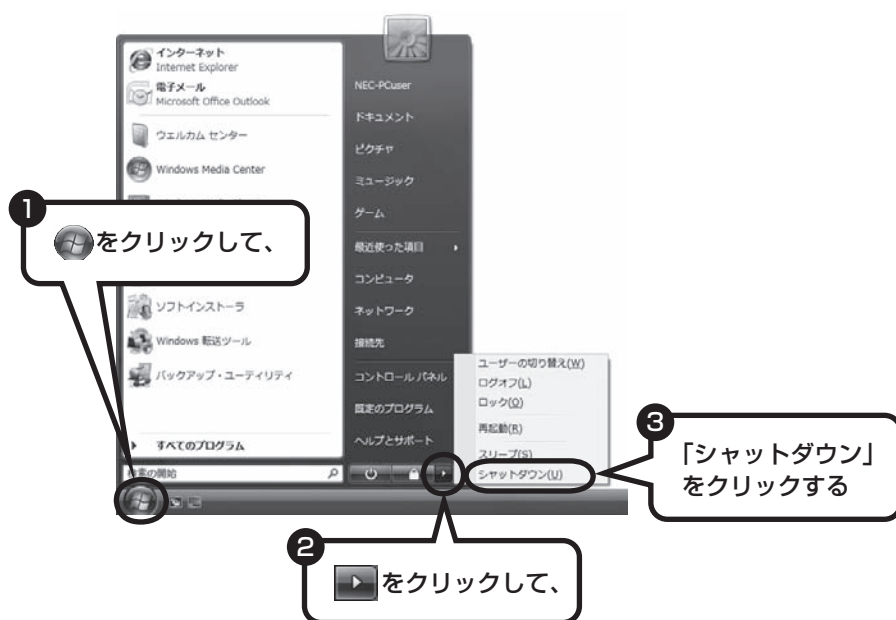 インターネット
Internet Explorer
電子メール
Microsoft Office Outlook
ウェルカム センター
Windows Media Center
ソフトインストーラ
Windows 転送ツール
バックアップ・ユーティリティ
すべてのプログラム
検索の開始
NEC-PCuser
ドキュメント
ピクチャ
ミュージック
ゲーム
最近使った項目
コンピュータ
ネットワーク
接続先
コントロール パネル
既定のプログラム
ヘルプとサポート
ユーザーの切り替え(W)
ログオフ(L)
ロック(O)
再起動(R)
スリープ(S)
シャットダウン(U)
1
をクリックして、
2
をクリックして、
3
「シャットダウン」
をクリックする